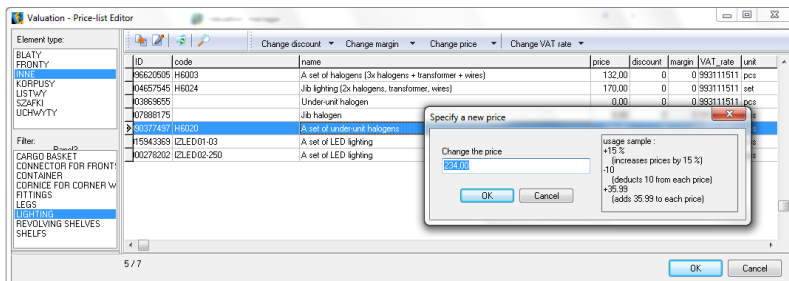 Valuation - Price-list Editor
Element type:
BLATY
FRONTY
INNE
KORPUSY
LISTWY
SZAFKI
UCHWYTY
Filter:
CARGO BASKET
CONNECTOR FOR FRONTS
CONTAINER
CORNICE FOR CORNER W
FITTINGS
LEGS
LIGHTING
REVOLVING SHELVES
SHELFS
Change discount Change margin Change price Change VAT rate
ID code name price discount margin VAT_rate unit
96620505 H6003 A set of halogens (3x halogens + transformer + wires) 132,00 0 0 993111511 pcs
04657545 H6024 Jib lighting (2x halogens, transformer, wires) 170,00 0 0 993111511 set
03869655 Under-unit halogen 0,00 0 0 993111511 pcs
07888175 Jib halogen
90377497 H6020 A set of under-unit halogens
15943369 IZLED01-03 A set of LED lighting
00278202 IZLED02-250 A set of LED lighting
Specify a new price
Change the price
234,00
OK Cancel
usage sample :
+15 %
(increases prices by 15 %)
-10
(deducts 10 from each price)
+35.99
(adds 35.99 to each price)
5 / 7
OK Cancel